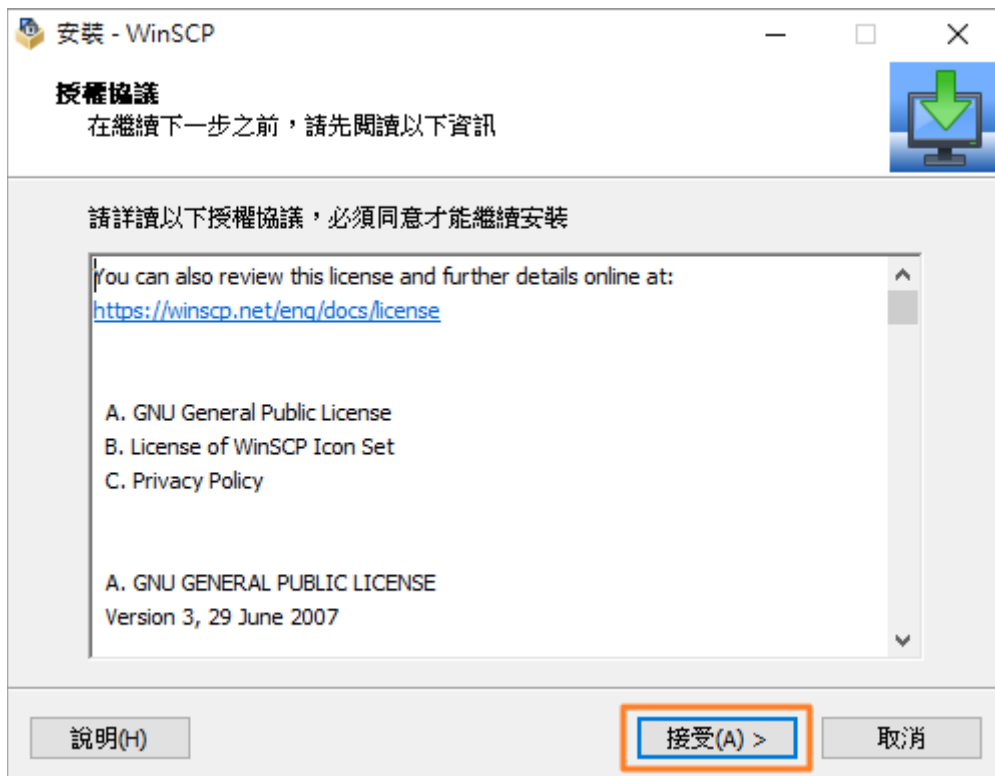 安裝 - WinSCP
授權協議
在繼續下一步之前，請先閱讀以下資訊
請詳讀以下授權協議，必須同意才能繼續安裝
You can also review this license and further details online at:
https://winscp.net/eng/docs/license
A. GNU General Public License
B. License of WinSCP Icon Set
C. Privacy Policy
A. GNU GENERAL PUBLIC LICENSE
Version 3, 29 June 2007
說明(H)
接受(A) >
取消